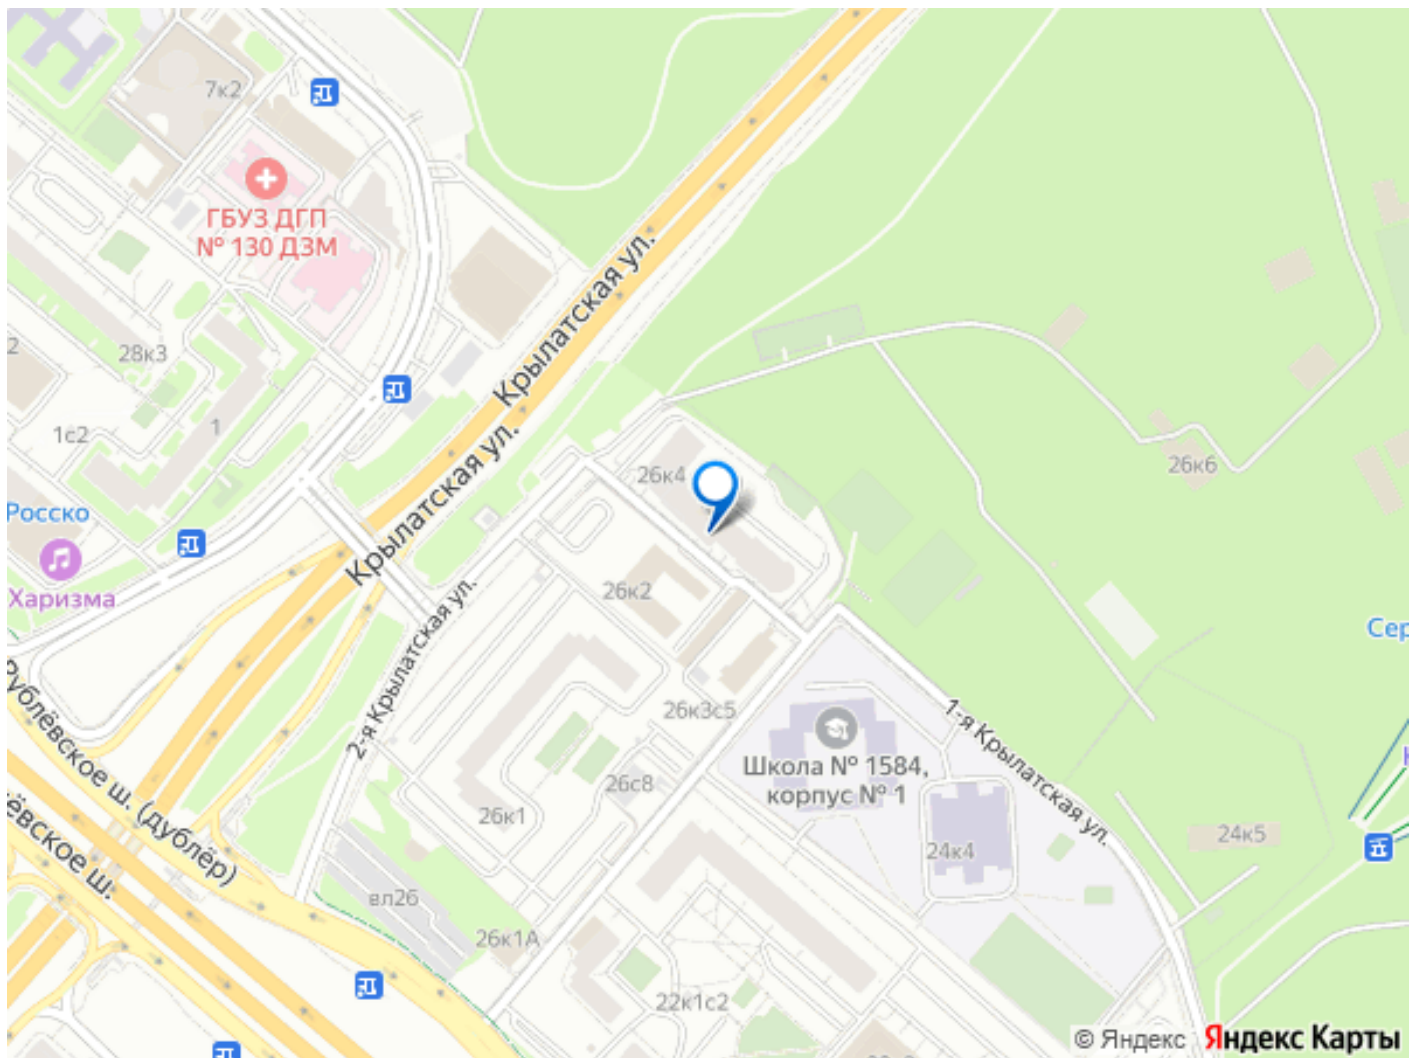 7к2
ГБУЗ ДГП
№ 130 ДЗМ
Крылатская ул.
28к3
2
1
1с2
Росско
Харизма
26к4
26к6
Крылатская ул.
26к2
2-я Крылатская ул.
26к3с5
Школа № 1584,
корпус № 1
1-я Крылатская ул.
Сер
Рублёвское ш. (дублёр)
ёвское ш.
26с8
26к1
24к4
24к5
вл26
26к1А
22к1с2
© Яндекс Яндекс Карты